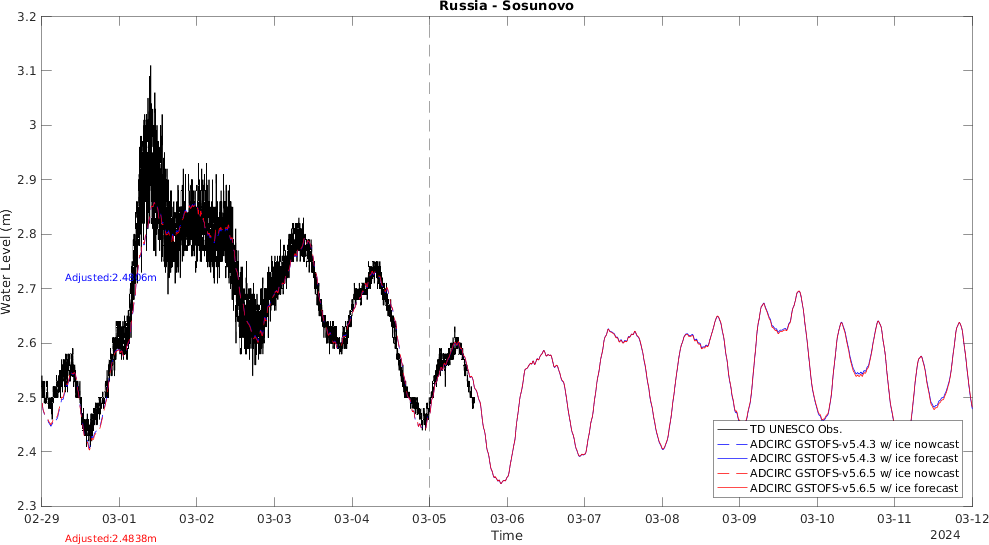 Russia - Sosunovo
3.2
3.1
3
2.9
2.8
2.7
2.6
2.5
2.4
2.3
Water Level (m)
Adjusted:2.4806m
TD UNESCO Obs.
ADCIRC GSTOFS-v5.4.3 w/ ice nowcast
ADCIRC GSTOFS-v5.4.3 w/ ice forecast
ADCIRC GSTOFS-v5.6.5 w/ ice nowcast
ADCIRC GSTOFS-v5.6.5 w/ ice forecast
02-29 03-01 03-02 03-03 03-04 03-05 03-06 03-07 03-08 03-09 03-10 03-11 03-12
Time
2024
Adjusted:2.4838m